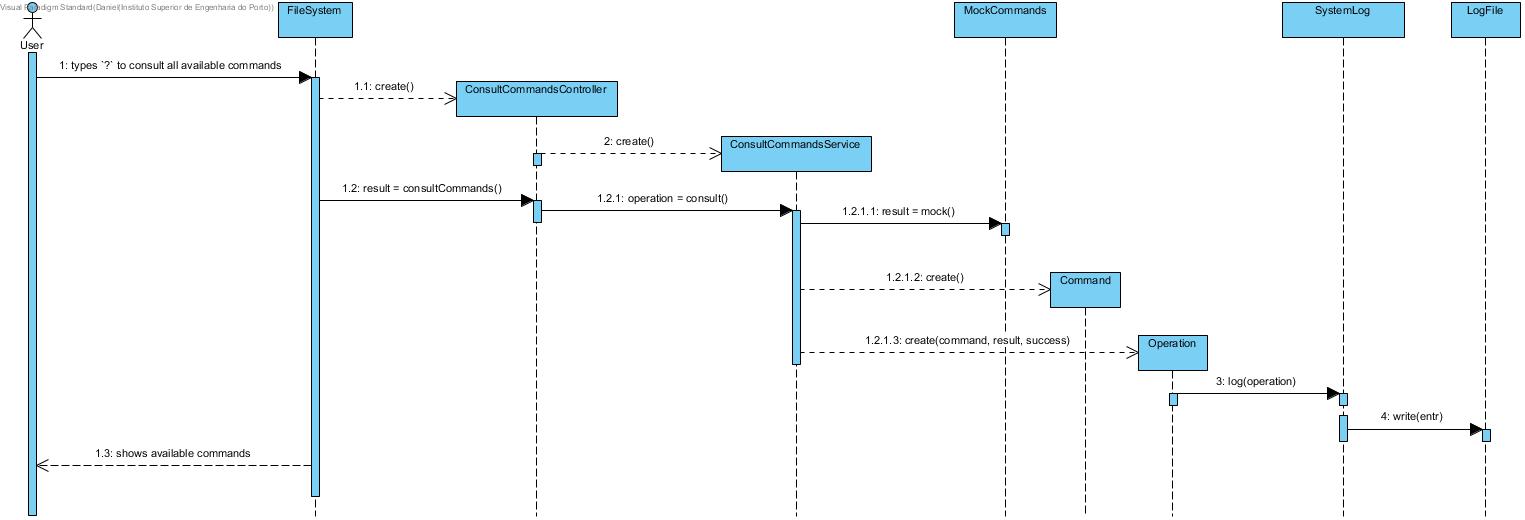 Visual Paradigm Standard(Daniel(Instituto Superior de Engenharia do Porto))
User
FileSystem
MockCommands
SystemLog
LogFile
1: types `?` to consult all available commands
1.1: create()
ConsultCommandsController
2: create()
ConsultCommandsService
1.2: result = consultCommands()
1.2.1: operation = consult()
1.2.1.1: result = mock()
1.2.1.2: create()
Command
1.2.1.3: create(command, result, success)
Operation
3: log(operation)
4: write(entr)
1.3: shows available commands